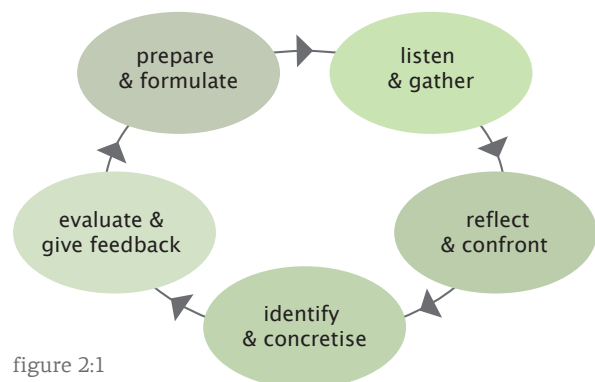 prepare
& formulate
listen
& gather
reflect
& confront
identify
& concretise
evaluate &
give feedback
figure 2:1